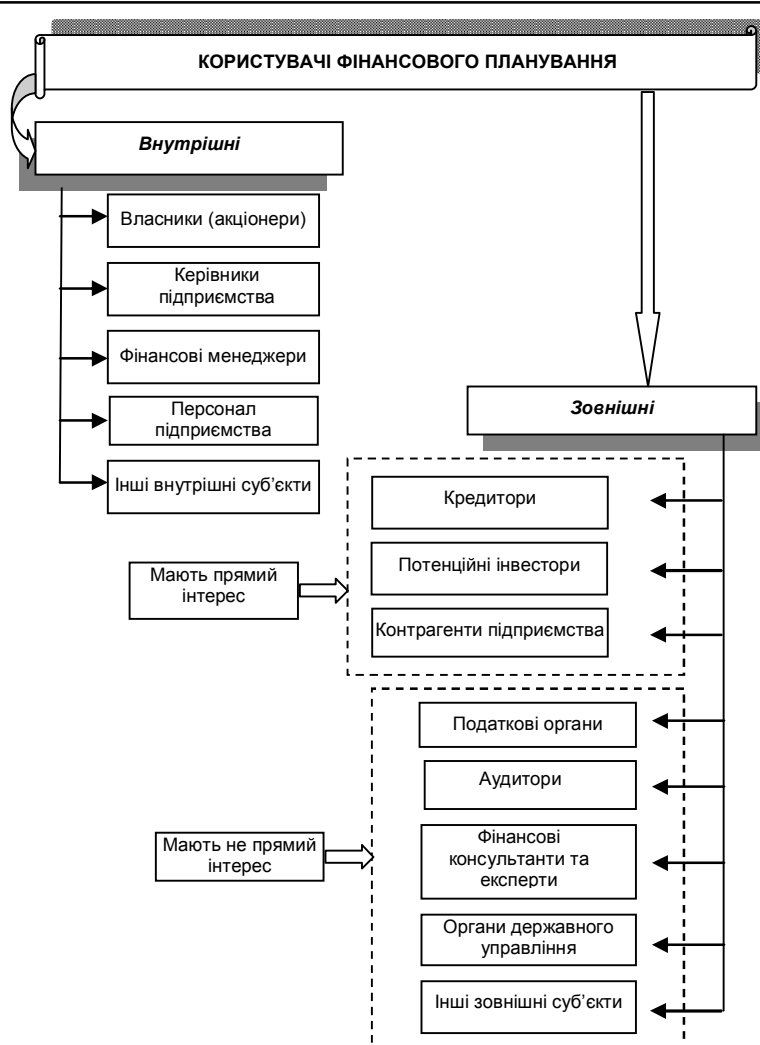 КОРИСТУВАЧІ ФІНАНСОВОГО ПЛАНУВАННЯ
Внутрішні
Власники (акціонери)
Керівники
підприємства
Фінансові менеджери
Персонал
підприємства
Інші внутрішні суб’єкти
Зовнішні
Кредитори
Потенційні інвестори
Контрагенти підприємства
Мають прямий
інтерес
Податкові органи
Аудитори
Фінансові
консультанти та
експерти
Органи державного
управління
Інші зовнішні суб’єкти
Мають не прямий
інтерес